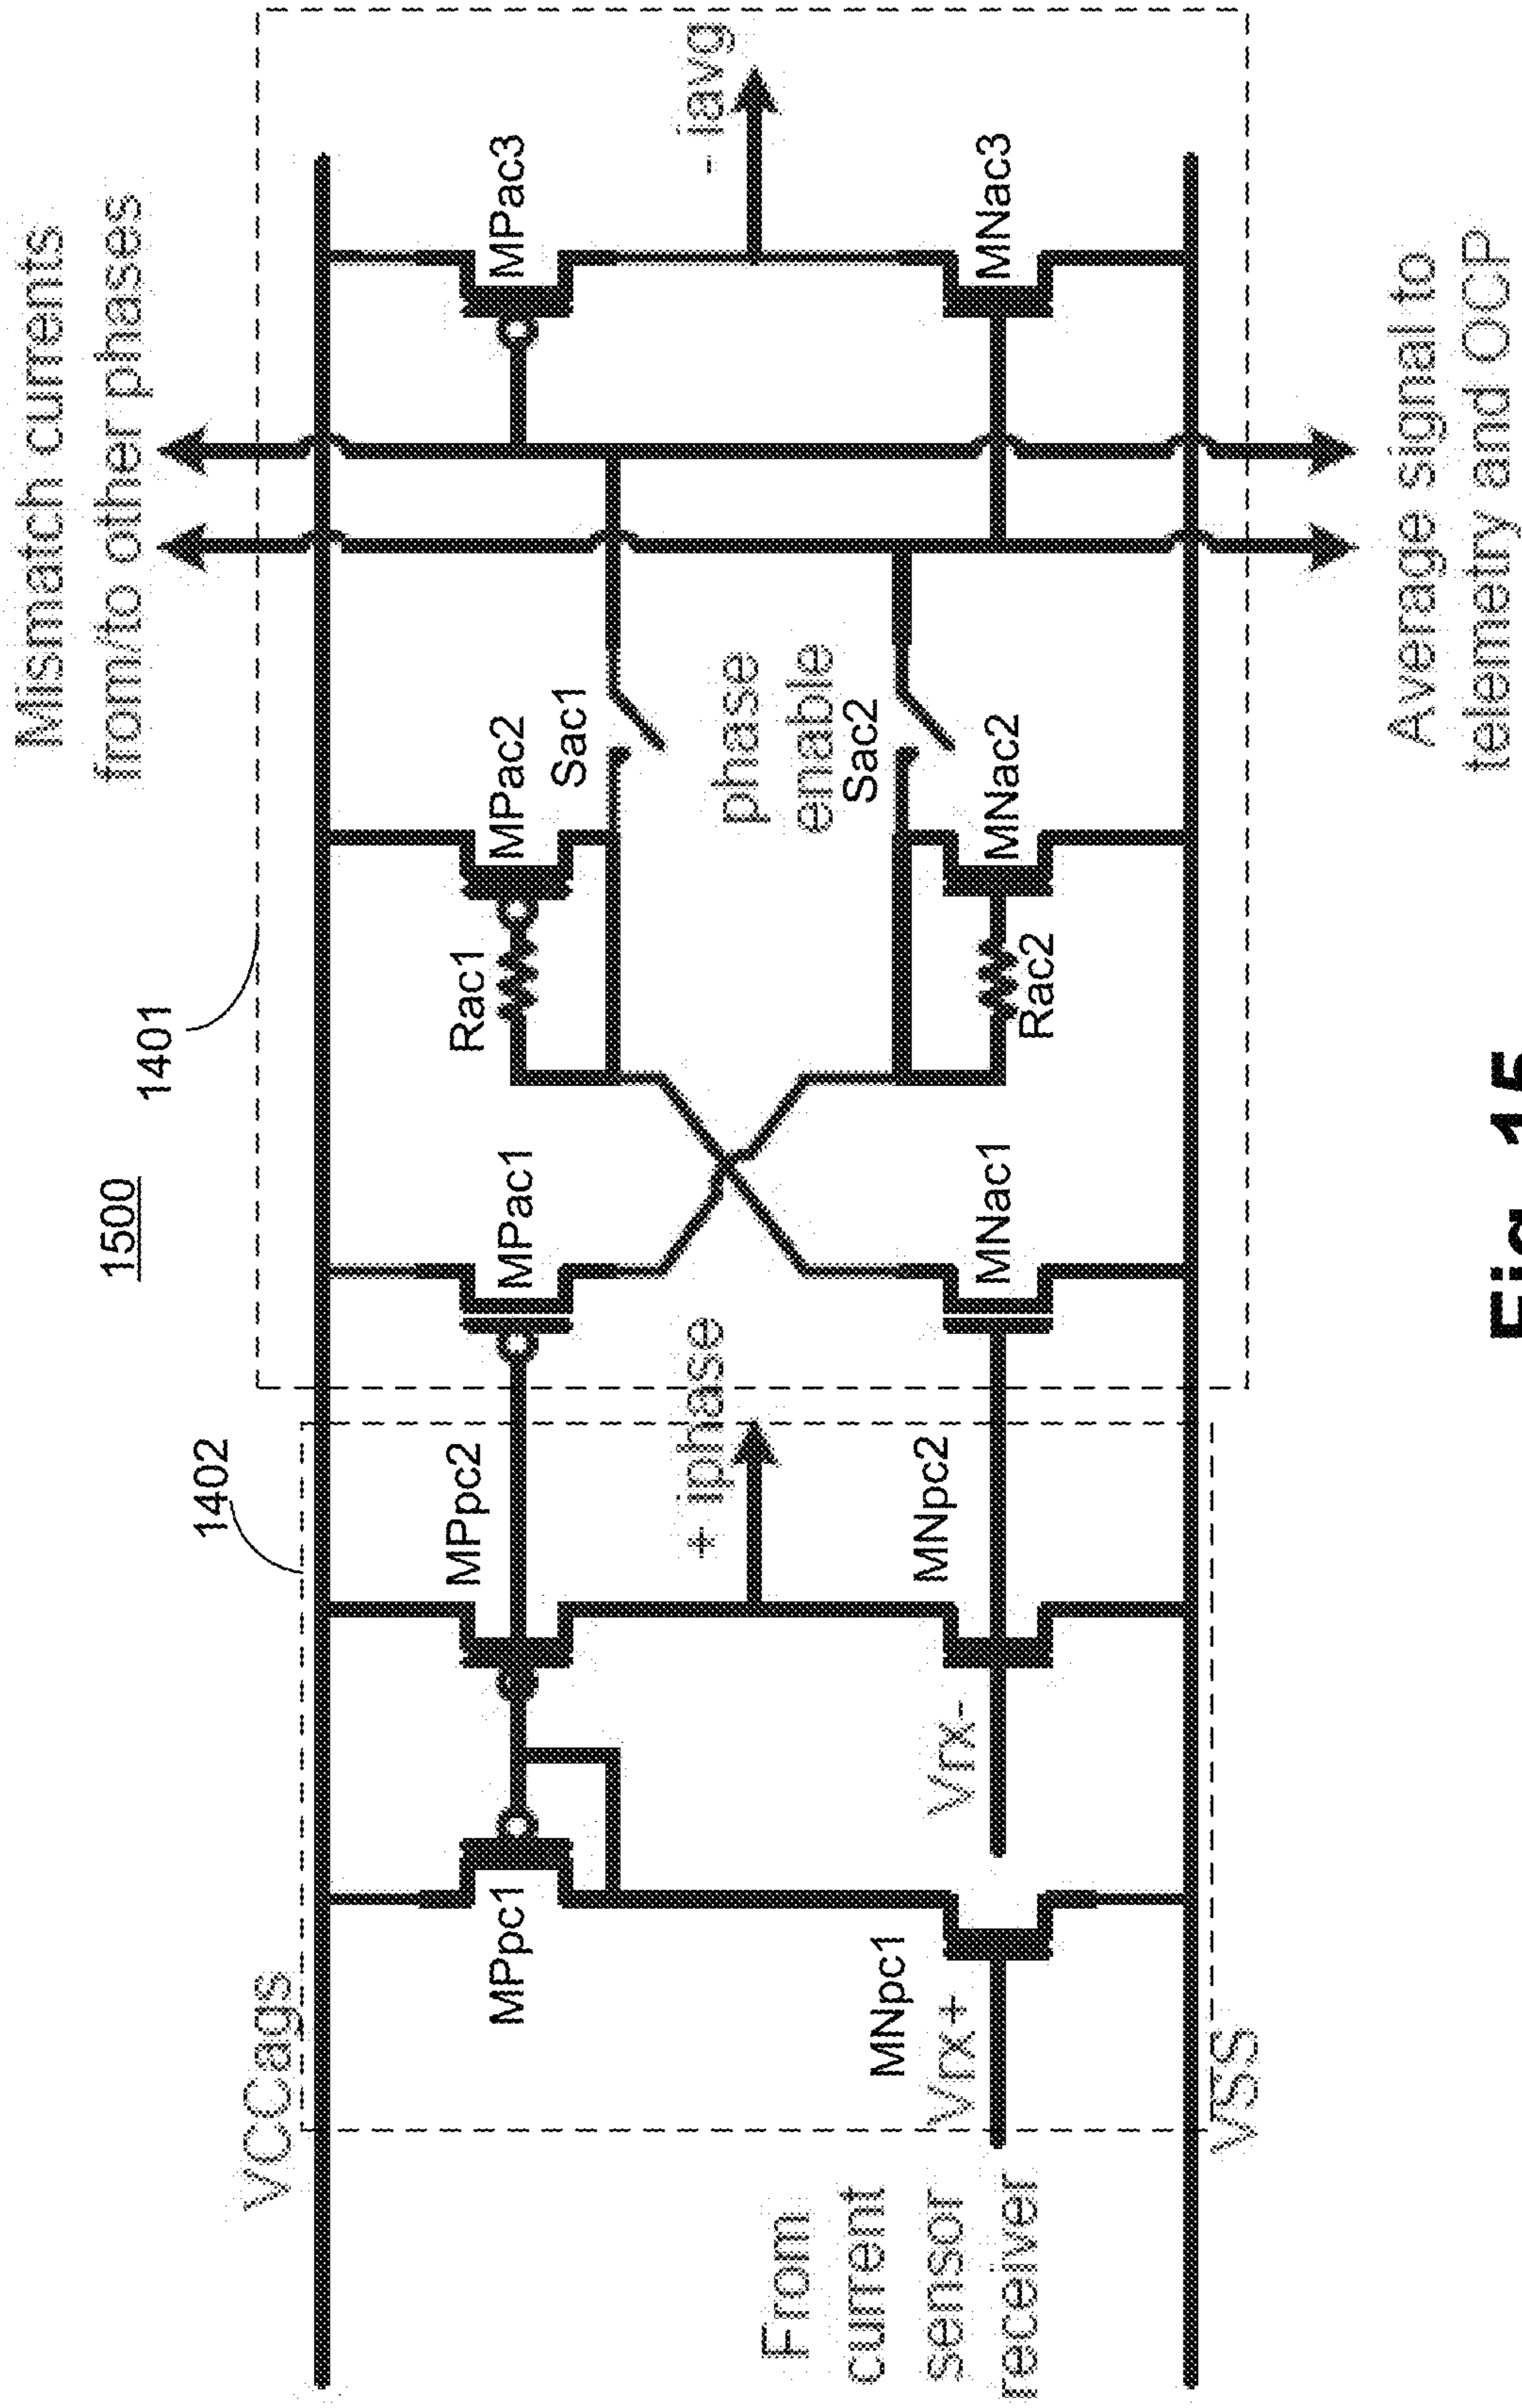 1500
Mismatch currents
from/to other phases
1401
1402
VCCags
MPpc1
MPpc2
MPac1
Rac1
MPac2
Sac1
MPac3
+ iphase
phase
enable
- iavg
From
current
sensor
receiver
MNpc1
Vrx+
Vrx-
MNpc2
MNac1
Rac2
MNac2
Sac2
MNac3
VSS
Average signal to
telemetry and OCP
Fig. 15